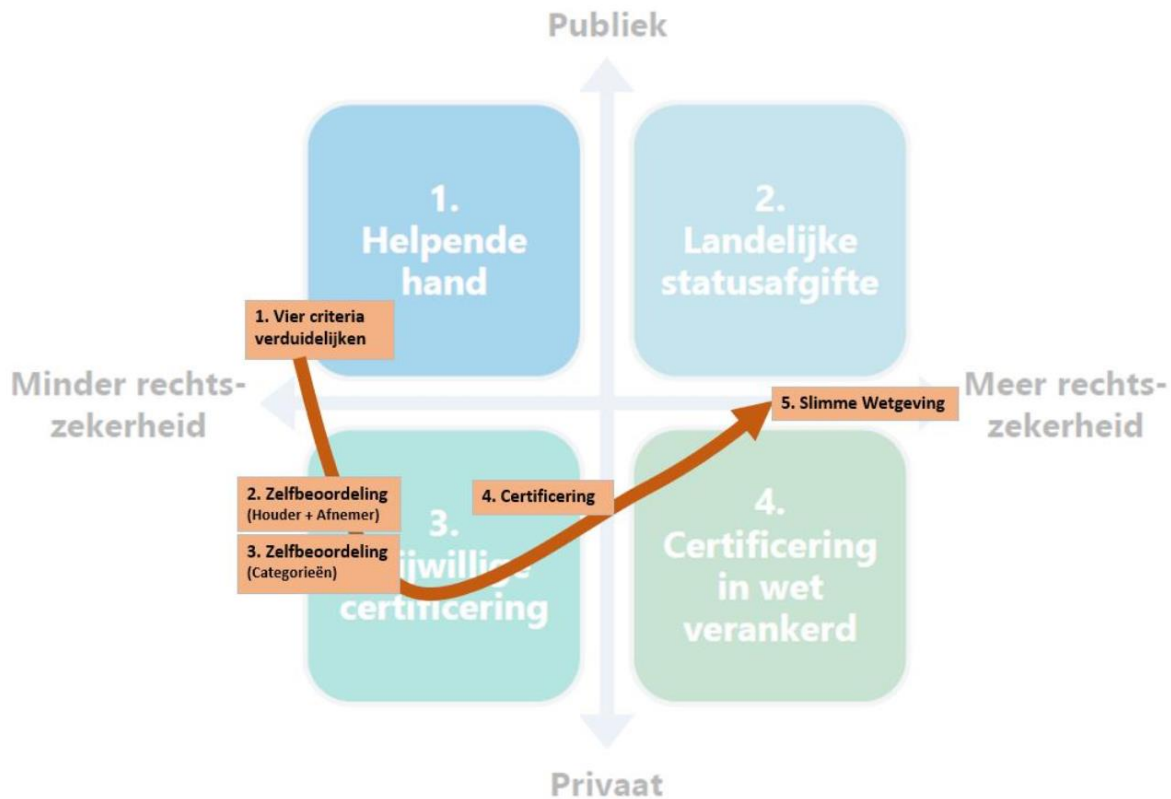 Publiek
1.
Helpende
hand
2.
Landelijke
statusafgifte
1. Vier criteria
verduidelijken
Minder rechts-
zekerheid
Meer rechts-
zekerheid
5. Slimme Wetgeving
2. Zelfbeoordeling
(Houder + Afnemer)
3. Zelfbeoordeling
(Categorieën)
4. Certificering
3.
ijwillige
certificering
4.
Certificering
in wet
verankerd
Privaat